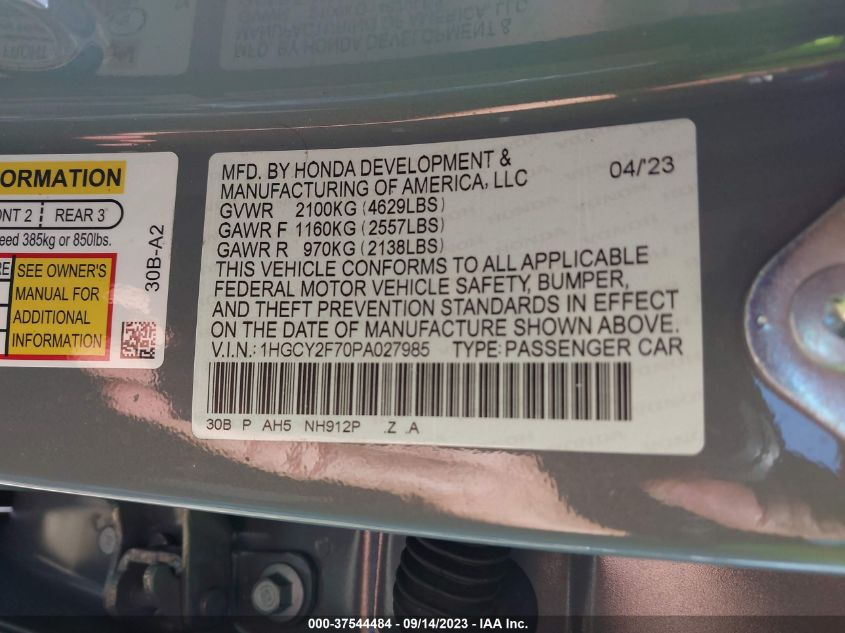 MFD. BY HONDA DEVELOPMENT &
MANUFACTURING OF AMERICA, LLC
04/'23
GVWR 2100KG (4629LBS)
GAWR F 1160KG (2557LBS)
GAWR R 970KG (2138LBS)
THIS VEHICLE CONFORMS TO ALL APPLICABLE
FEDERAL MOTOR VEHICLE SAFETY, BUMPER,
AND THEFT PREVENTION STANDARDS IN EFFECT
ON THE DATE OF MANUFACTURE SHOWN ABOVE.
V.I.N.: 1HGCY2F70PA027985 TYPE: PASSENGER CAR
30B P AH5 NH912P .Z .A
ORMATION
NT 2 REAR 3
eed 385kg or 850lbs.
RE
SEE OWNER'S
MANUAL FOR
ADDITIONAL
INFORMATION
30B-A2
000-37544484 - 09/14/2023 - IAA Inc.